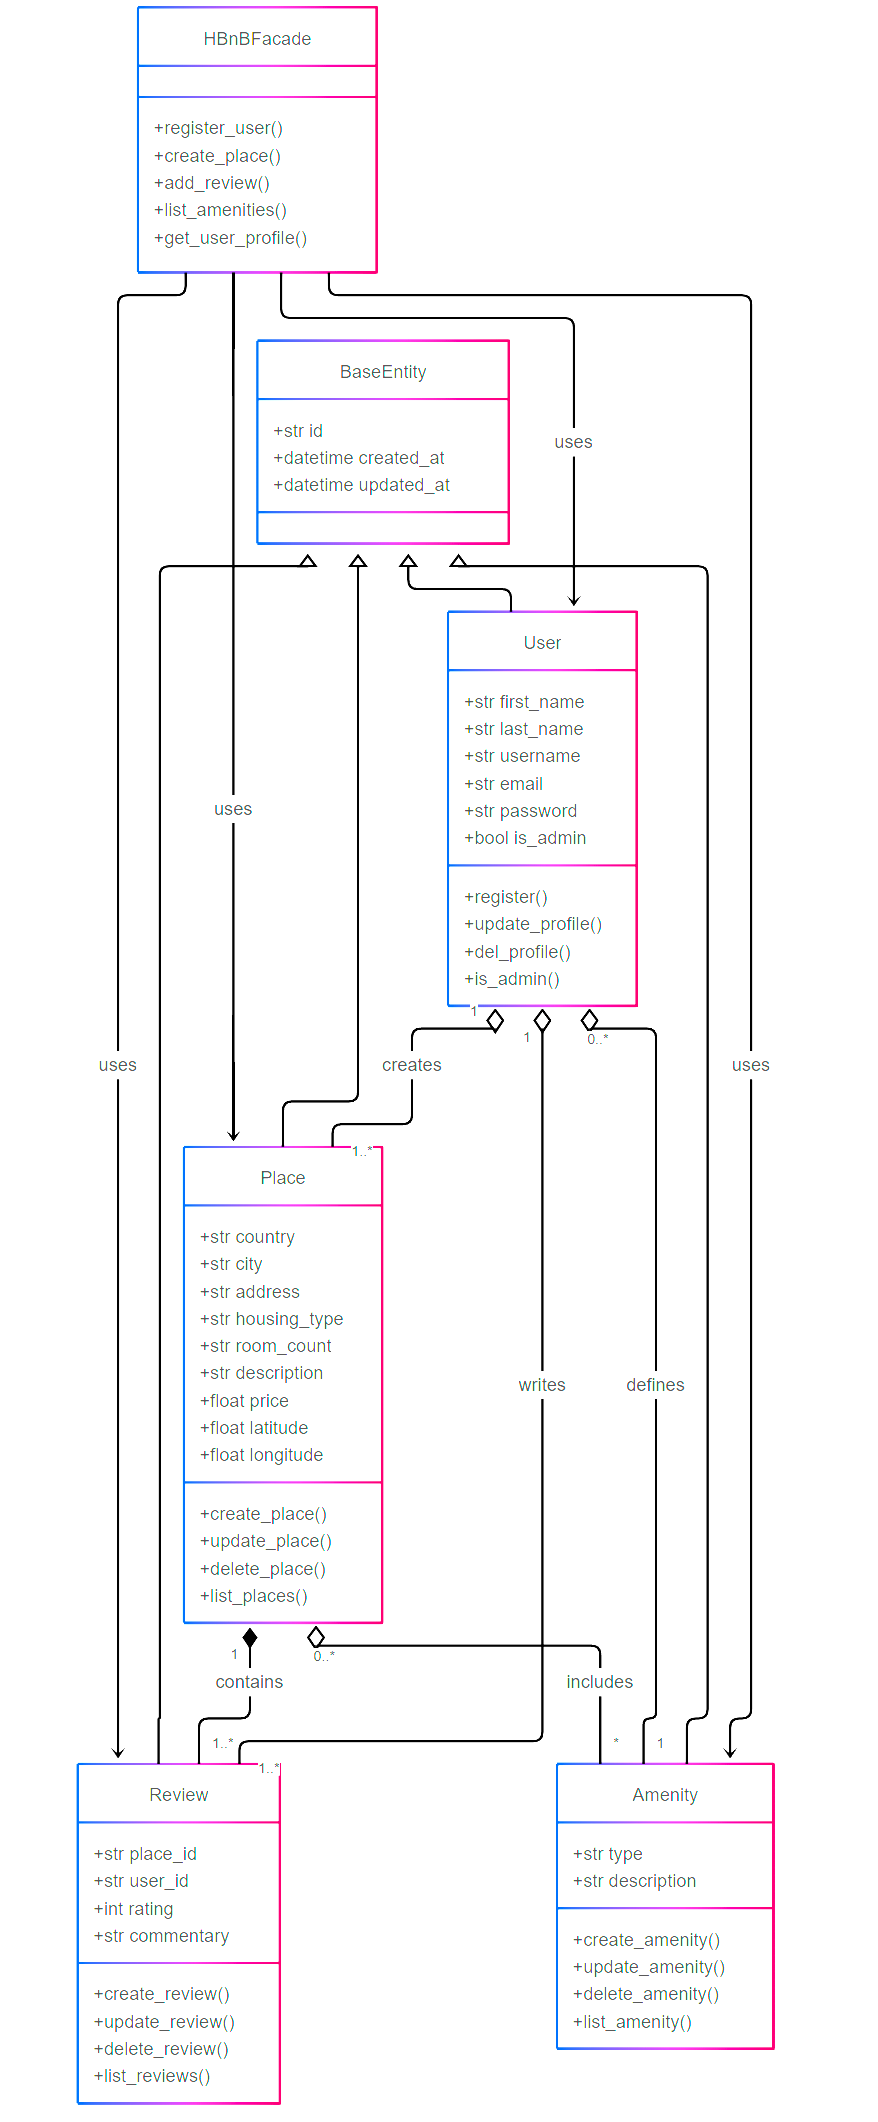 HBnBFacade
+register_user()
+create_place()
+add_review()
+list_amenities()
+get_user_profile()
BaseEntity
+str id
+datetime created_at
+datetime updated_at
uses
User
+str first_name
+str last_name
+str username
+str email
+str password
+bool is_admin
+register()
+update_profile()
+del_profile()
+is_admin()
uses
1
1
0..*
uses
creates
uses
1..*
Place
+str country
+str city
+str address
+str housing_type
+str room_count
+str description
+float price
+float latitude
+float longitude
+create_place()
+update_place()
+delete_place()
+list_places()
writes
defines
1
0..*
contains
includes
1..*
*
1
1..*
Review
+str place_id
+str user_id
+int rating
+str commentary
+create_review()
+update_review()
+delete_review()
+list_reviews()
Amenity
+str type
+str description
+create_amenity()
+update_amenity()
+delete_amenity()
+list_amenity()